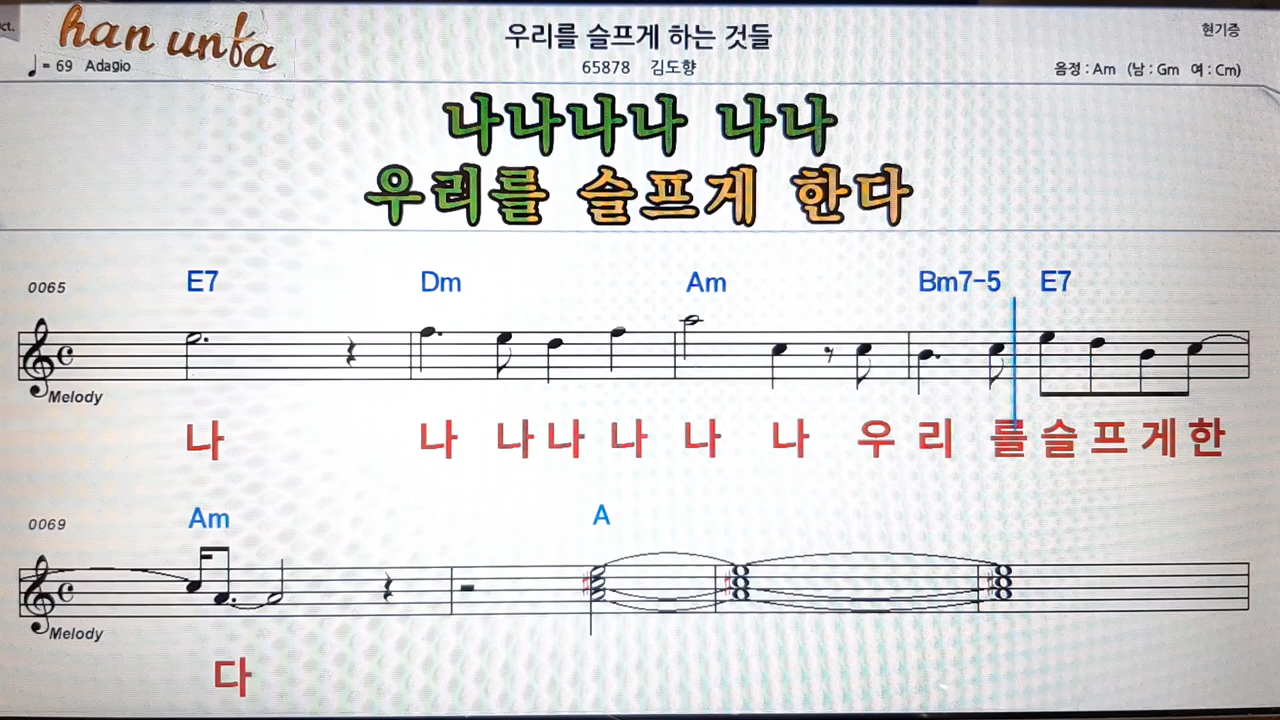 ct.
han unfa
우리를 슬프게 하는 것들
현기증
♩= 69 Adagio
65878 김도향
음정 : Am (남 : Gm 여 : Cm)
나나나나 나나
우리를 슬프게 한다
0065
E7 Dm Am Bm7-5 E7
Melody
나 나 나 나 나 나 나 우 리 를 슬 프 게 한
0069
Am A
Melody
다